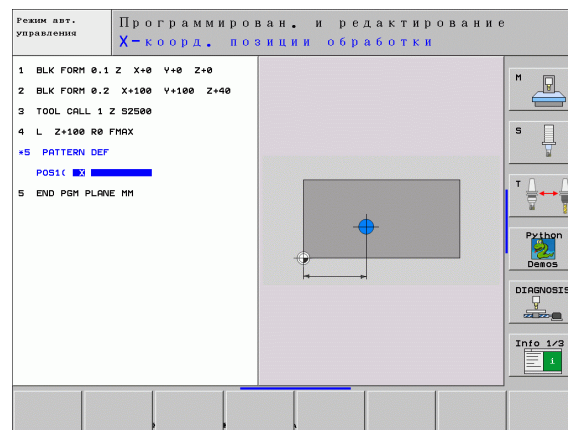 Режим авт.
управления
Программирован. и редактирование
X-коорд. позиции обработки
1 BLK FORM 0.1 Z X+0 Y+0 Z+0
2 BLK FORM 0.2 X+100 Y+100 Z+40
3 TOOL CALL 1 Z S2500
4 L Z+100 R0 FMAX
*5 PATTERN DEF
POS1( X
5 END PGM PLANE MM
M
S
T
Python
Demos
DIAGNOSIS
Info 1/3
i